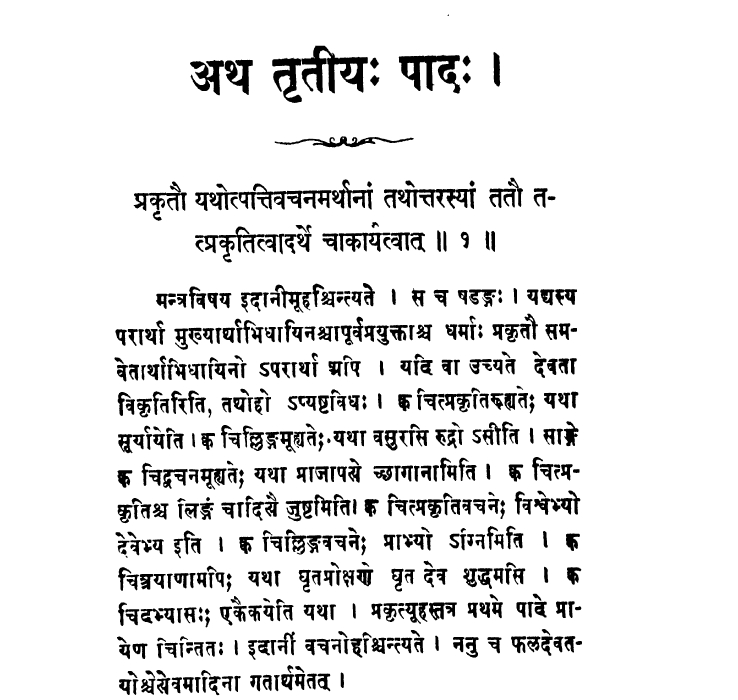 अथ तृतीयः पादः ।
प्रकृतौ यथोत्पत्तिवचनमर्थानां तथोत्तरस्यां ततौ त-
त्प्रकृतित्वादर्थे चाकार्यत्वात् ॥ १ ॥
मन्त्रविषय इदानीमूहश्चिन्त्यते । स च षडङ्गः । यद्यस्य
परार्था मुख्यार्थाभिधायिनश्चापूर्वप्रयुक्ताश्च धर्माः प्रकृतौ सम-
वेतार्थाभिधायिनो ऽपरार्था अपि । यदि वा उच्यते देवता
विकृतिरिति, तथोहो ऽप्यष्टविधः । क्व चित्प्रकृतिरूह्यते; यथा
सूर्यायेति । क्व चिल्लिङ्गमूह्यते; यथा वसुरसि रुद्रो ऽसीति । साङ्गे
क्व चिद्वचनमूह्यते; यथा प्राजापत्ये च्छागानामिति । क्व चित्प्र-
कृतिश्च लिङ्गं चादित्यै जुष्टमिति। क्व चित्प्रकृतिवचने; विश्वेभ्यो
देवेभ्य इति । क्व चिल्लिङ्गवचने; प्राभ्यो ऽग्निमिति । क्व
चित्त्रयाणामपि; यथा घृतप्रोक्षणे घृत देव शुद्धमसि । क्व
चिदभ्यासः; एकैकयेति यथा । प्रकृत्यूहस्तत्र प्रथमे पादे प्रा-
येण चिन्तितः । इदानीं वचनोहश्चिन्त्यते । ननु च फलदेवत-
योश्चेत्येवमादिना गतार्थमेतत् ।